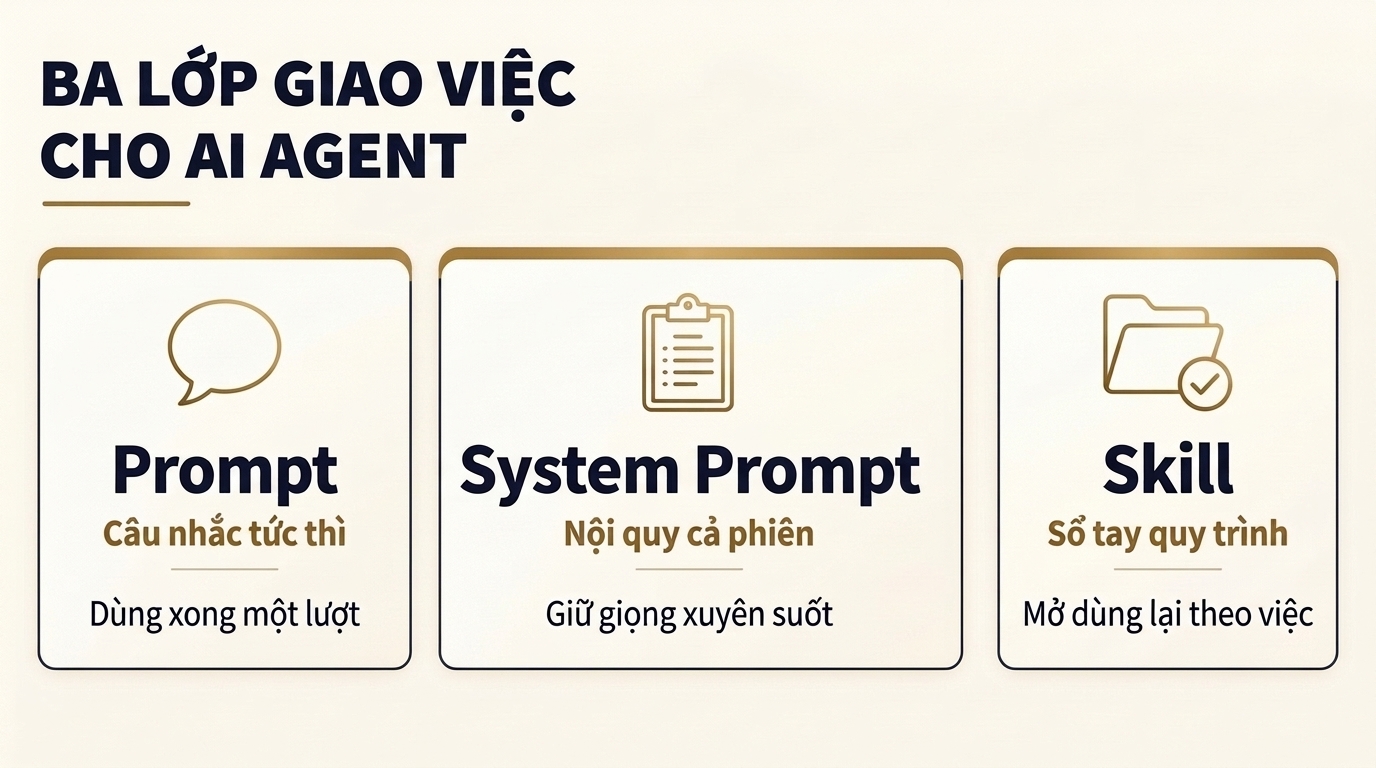 BA LỚP GIAO VIỆC
CHO AI AGENT
Prompt
Câu nhắc tức thì
Dùng xong một lượt
System Prompt
Nội quy cả phiên
Giữ giọng xuyên suốt
Skill
Sổ tay quy trình
Mở dùng lại theo việc